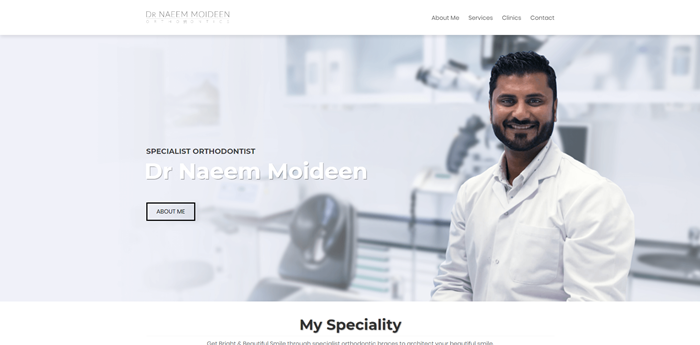 Dr NAEEM MOIDEEN
About Me Services Clinics Contact
SPECIALIST ORTHODONTIST
Dr Naeem Moideen
ABOUT ME
My Speciality
Get Bright & Beautiful Smile through specialist orthodontic braces to architect your beautiful smile.